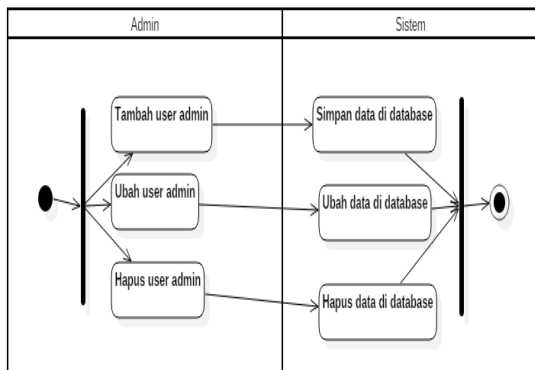 Admin
Sistem
Tambah user admin
Simpan data di database
Ubah user admin
Ubah data di database
Hapus user admin
Hapus data di database